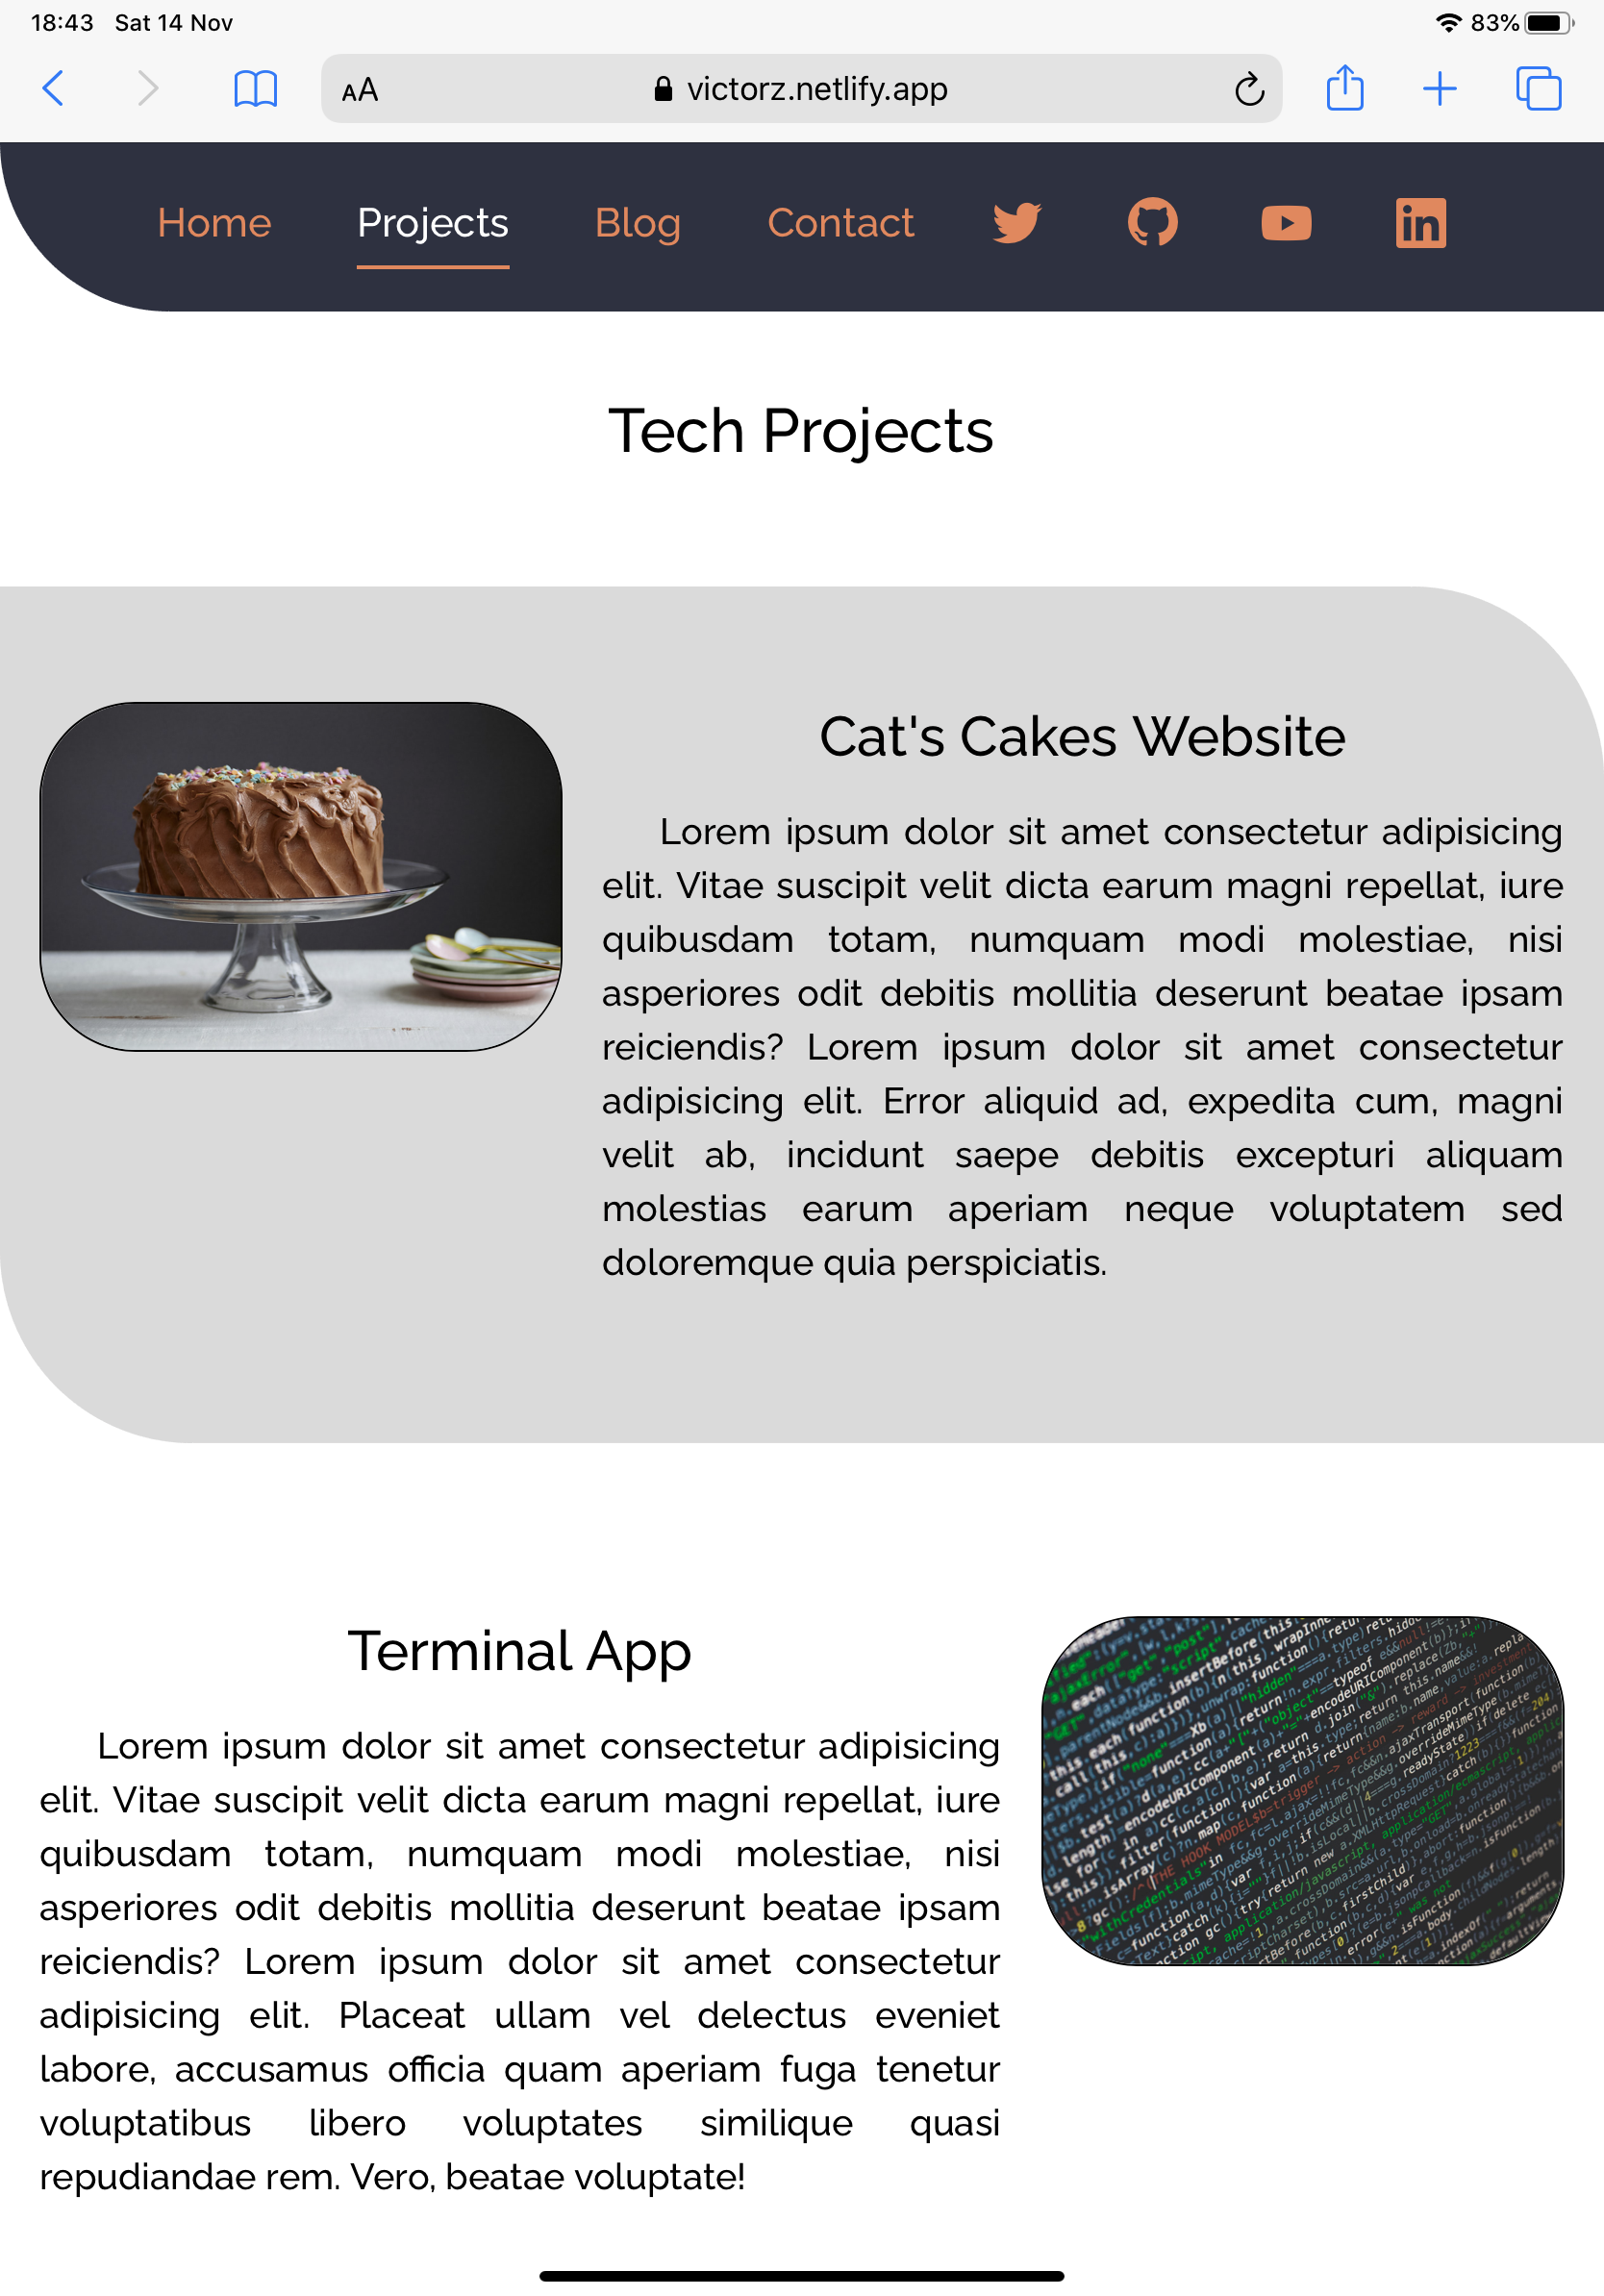 18:43 Sat 14 Nov 83%
AA victorz.netlify.app
Home Projects Blog Contact
Tech Projects
Cat's Cakes Website
Lorem ipsum dolor sit amet consectetur adipisicing
elit. Vitae suscipit velit dicta earum magni repellat, iure
quibusdam totam, numquam modi molestiae, nisi
asperiores odit debitis mollitia deserunt beatae ipsam
reiciendis? Lorem ipsum dolor sit amet consectetur
adipisicing elit. Error aliquid ad, expedita cum, magni
velit ab, incidunt saepe debitis excepturi aliquam
molestias earum aperiam neque voluptatem sed
doloremque quia perspiciatis.
Terminal App
Lorem ipsum dolor sit amet consectetur adipisicing
elit. Vitae suscipit velit dicta earum magni repellat, iure
quibusdam totam, numquam modi molestiae, nisi
asperiores odit debitis mollitia deserunt beatae ipsam
reiciendis? Lorem ipsum dolor sit amet consectetur
adipisicing elit. Placeat ullam vel delectus eveniet
labore, accusamus officia quam aperiam fuga tenetur
voluptatibus libero voluptates similique quasi
repudiandae rem. Vero, beatae voluptate!